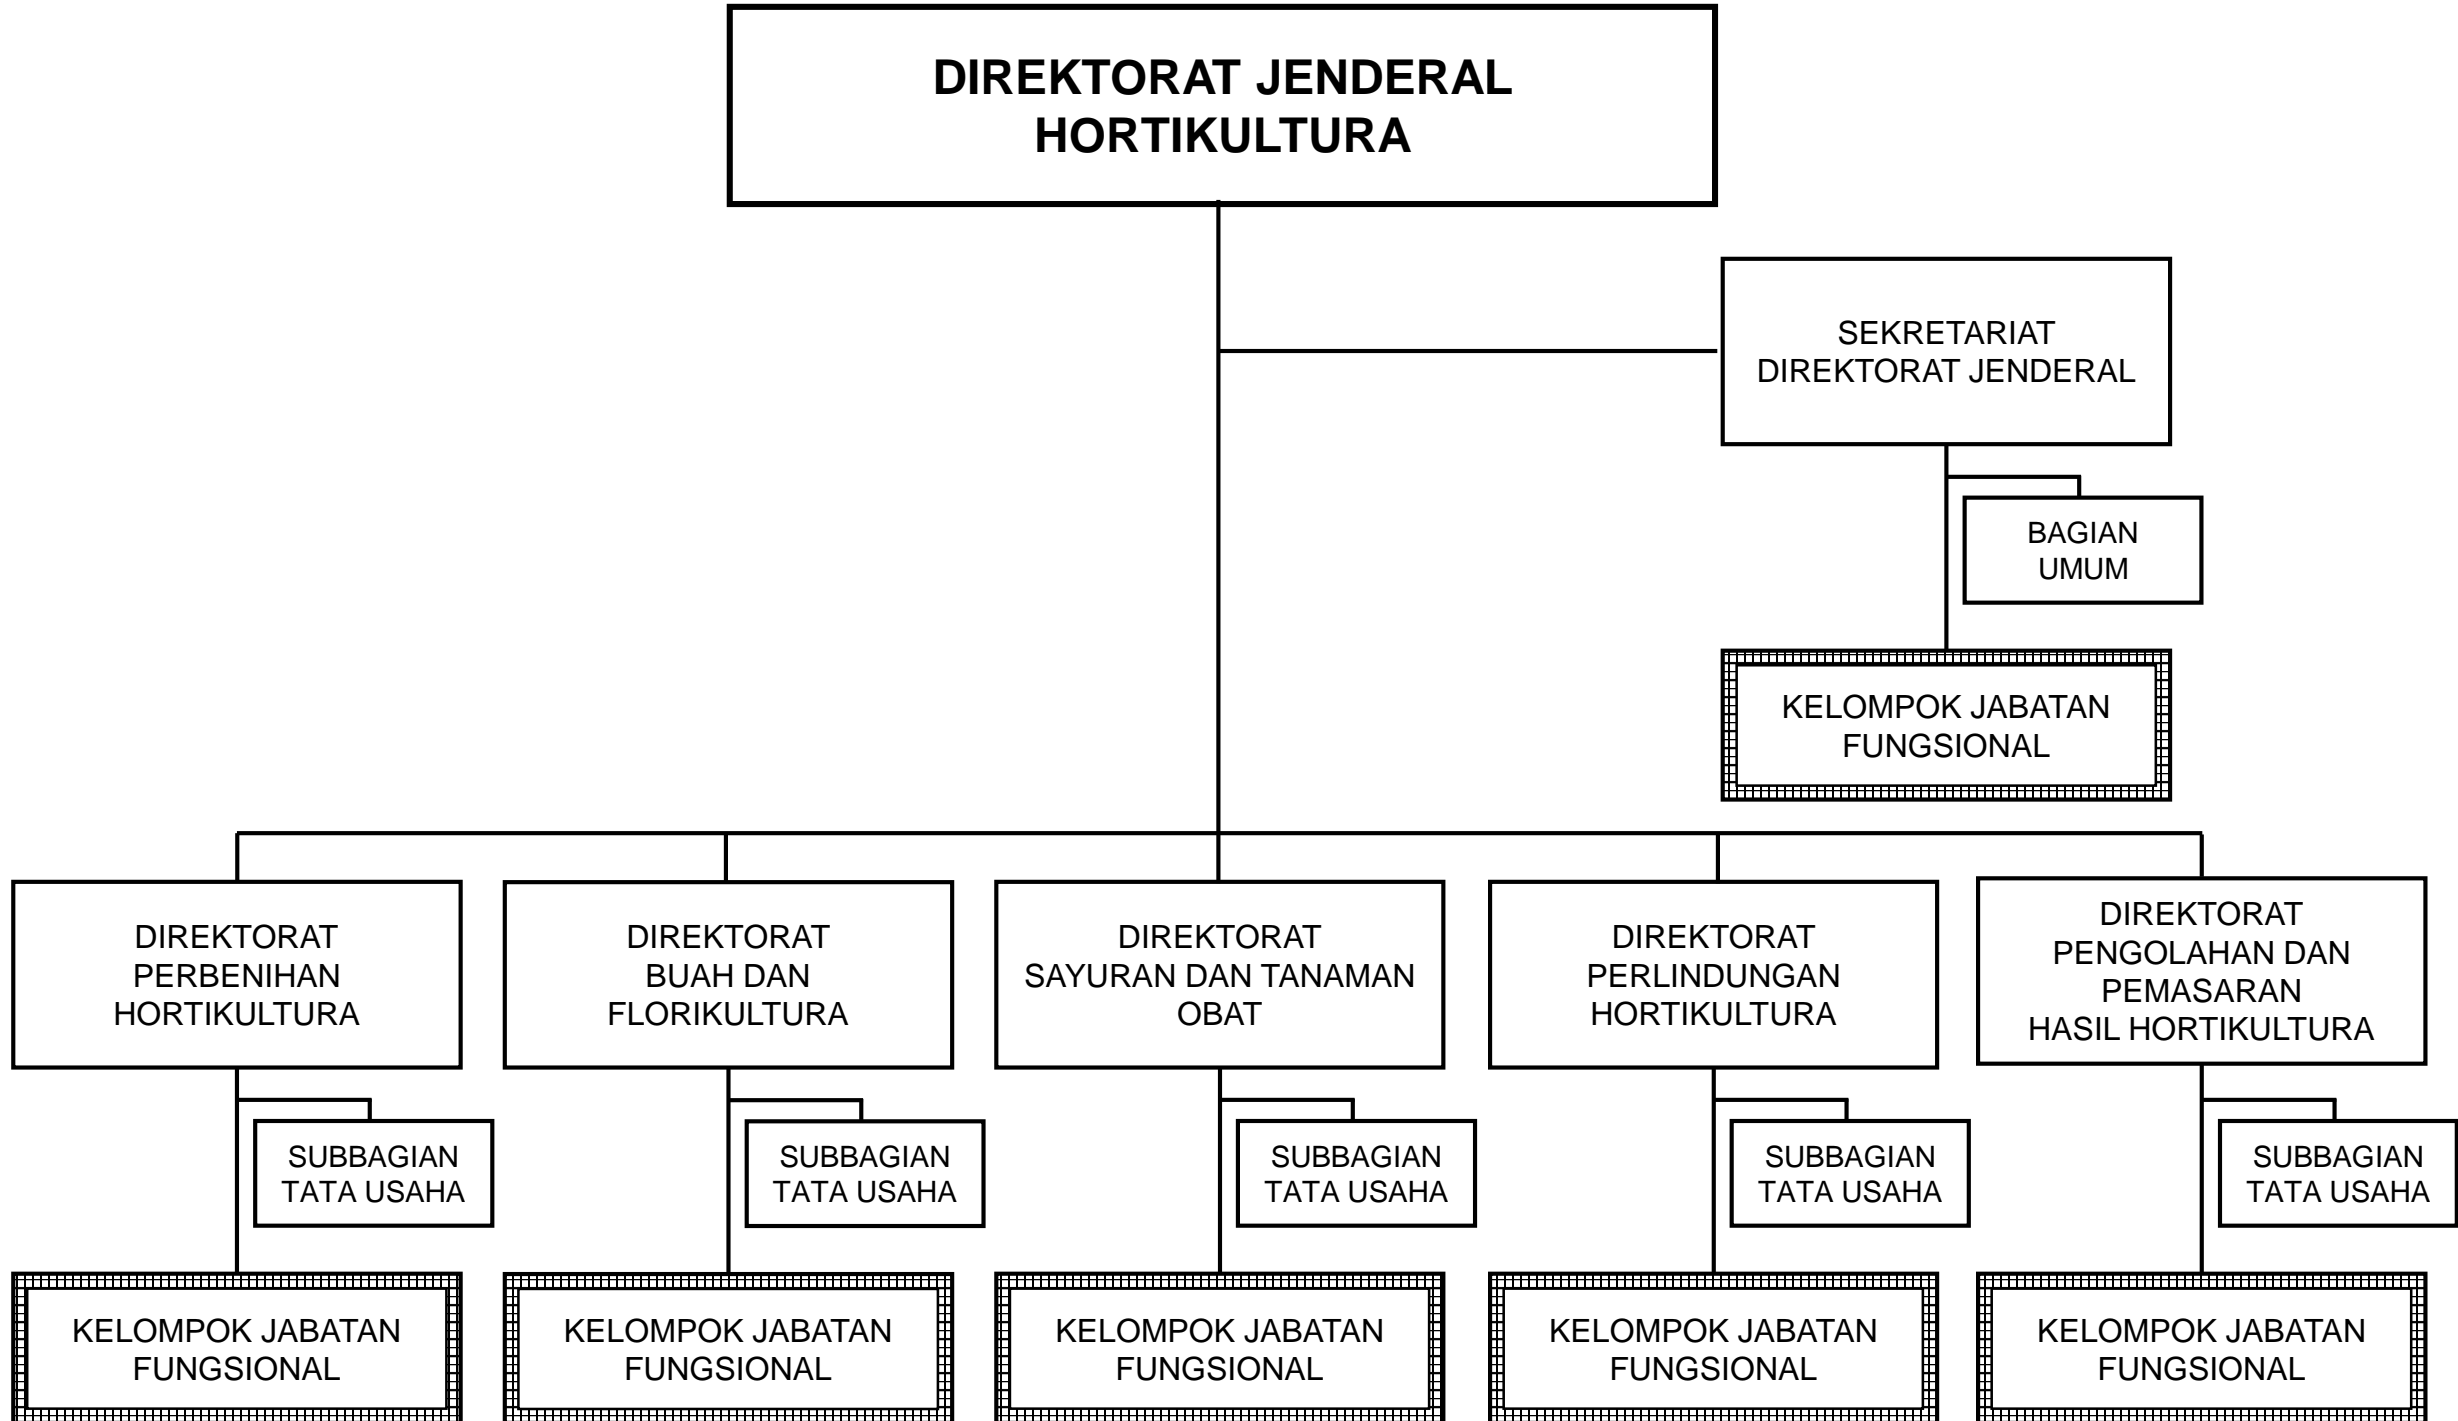 DIREKTORAT JENDERAL
HORTIKULTURA
SEKRETARIAT
DIREKTORAT JENDERAL
BAGIAN
UMUM
KELOMPOK JABATAN
FUNGSIONAL
DIREKTORAT
PERBENIHAN
HORTIKULTURA
DIREKTORAT
BUAH DAN
FLORIKULTURA
DIREKTORAT
SAYURAN DAN TANAMAN
OBAT
DIREKTORAT
PERLINDUNGAN
HORTIKULTURA
DIREKTORAT
PENGOLAHAN DAN
PEMASARAN
HASIL HORTIKULTURA
SUBBAGIAN
TATA USAHA
SUBBAGIAN
TATA USAHA
SUBBAGIAN
TATA USAHA
SUBBAGIAN
TATA USAHA
SUBBAGIAN
TATA USAHA
KELOMPOK JABATAN
FUNGSIONAL
KELOMPOK JABATAN
FUNGSIONAL
KELOMPOK JABATAN
FUNGSIONAL
KELOMPOK JABATAN
FUNGSIONAL
KELOMPOK JABATAN
FUNGSIONAL